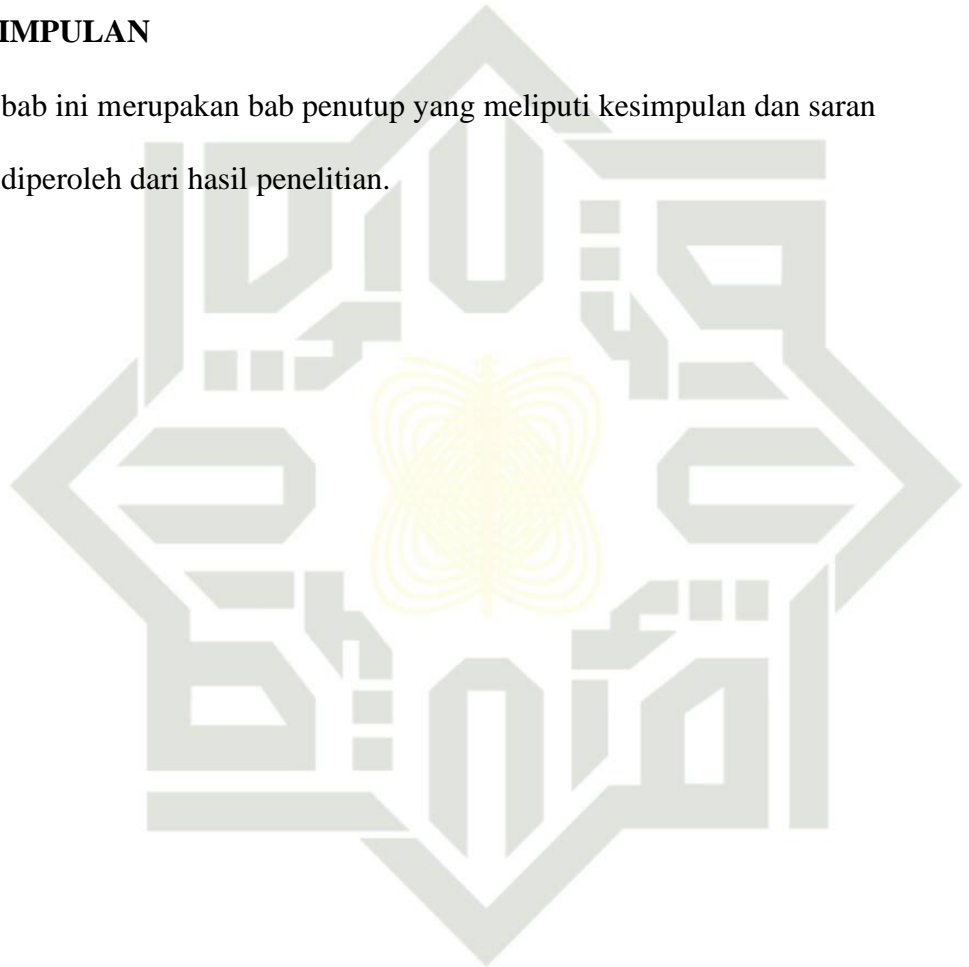 IMPULAN
bab ini merupakan bab penutup yang meliputi kesimpulan dan saran
diperoleh dari hasil penelitian.